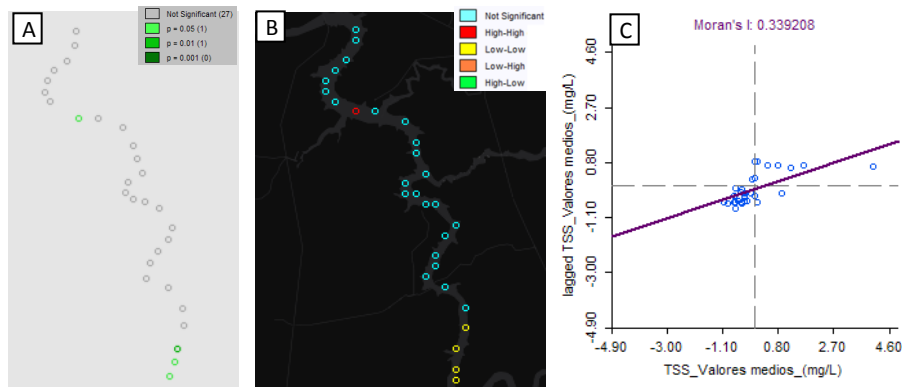 A
Not Significant (27)
p = 0.05 (1)
p = 0.01 (1)
p = 0.001 (0)
B
Not Significant
High-High
Low-Low
Low-High
High-Low
C
Moran's I: 0.339208
lagged TSS_Valores medios_(mg/L)
4.60
2.70
0.80
-1.10
-3.00
-4.90
-4.90
-3.00
-1.10
0.80
2.70
4.60
TSS_Valores medios_(mg/L)